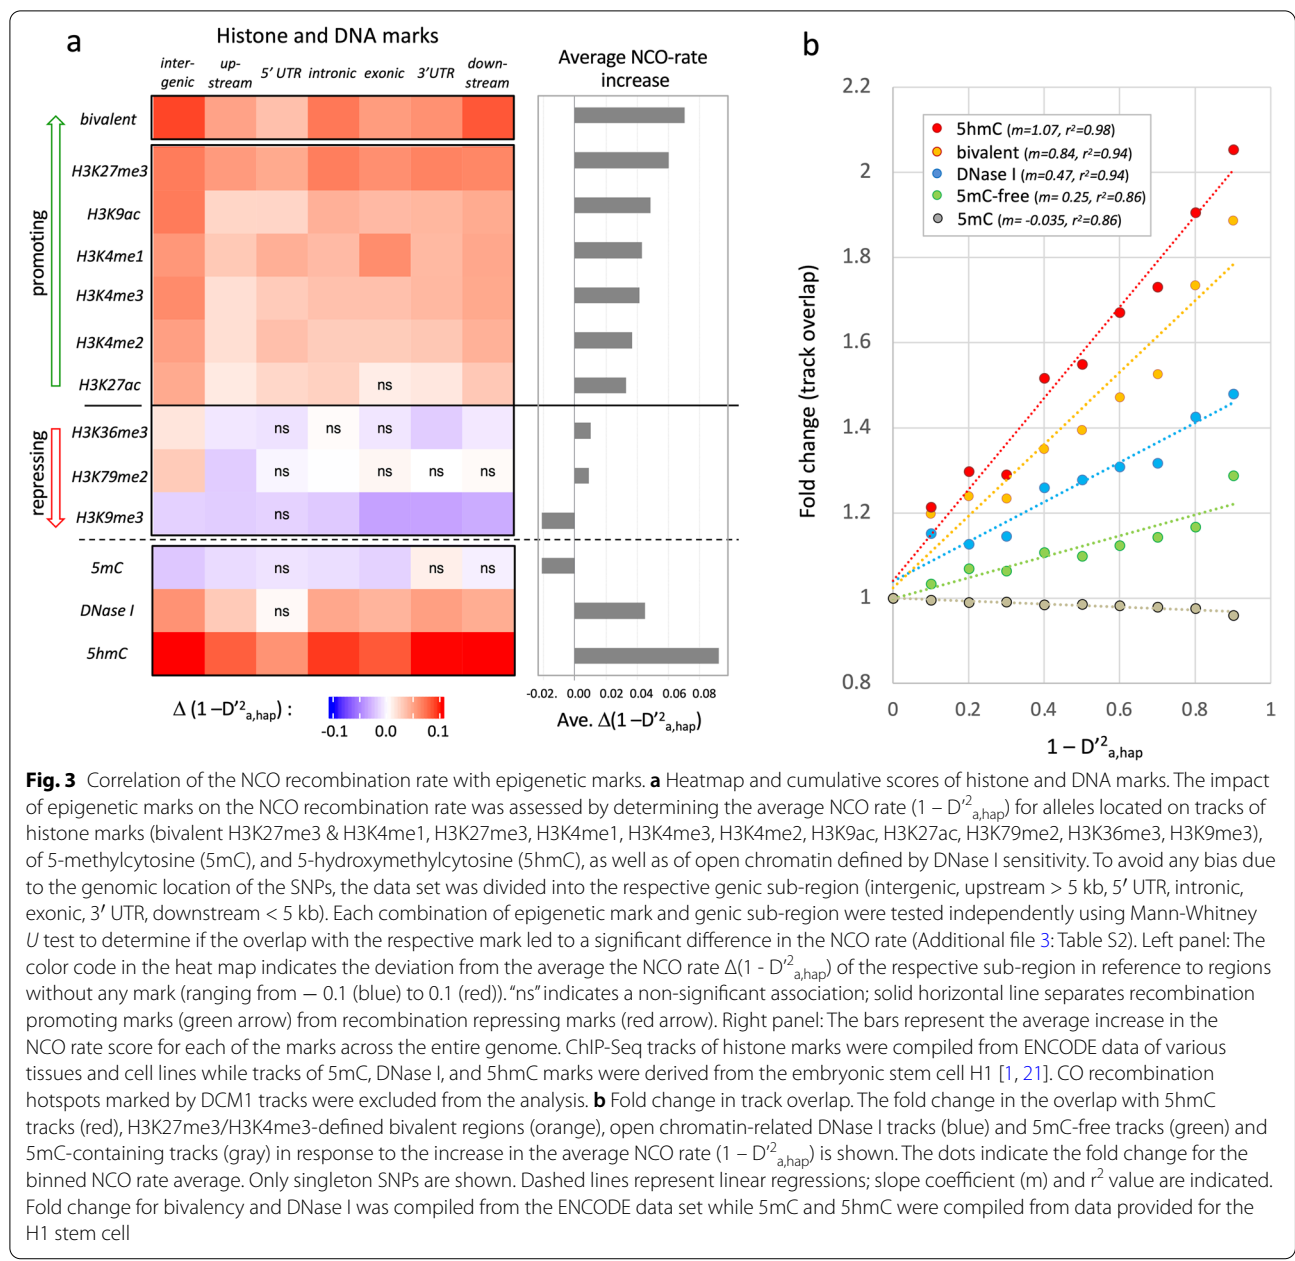 a
Histone and DNA marks
inter-
genic
up-
stream
5′ UTR
intronic
exonic
3′UTR
down-
stream
Average NCO-rate
increase
promoting
repressing
bivalent
H3K27me3
H3K9ac
H3K4me1
H3K4me3
H3K4me2
H3K27ac
ns
H3K36me3
ns
ns
ns
H3K79me2
ns
ns
ns
ns
H3K9me3
ns
5mC
ns
ns
ns
DNase I
ns
5hmC
Δ (1 –D′²a,hap) :
-0.1
0.0
0.1
-0.02.
0.00
0.02
0.04
0.06
0.08
Ave. Δ(1–D′²a,hap)
b
Fold change (track overlap)
2.2
2
1.8
1.6
1.4
1.2
1
0.8
5hmC (m=1.07, r²=0.98)
bivalent (m=0.84, r²=0.94)
DNase I (m=0.47, r²=0.94)
5mC-free (m= 0.25, r²=0.86)
5mC (m= -0.035, r²=0.86)
0
0.2
0.4
0.6
0.8
1
1 – D′²a,hap
Fig. 3 Correlation of the NCO recombination rate with epigenetic marks. a Heatmap and cumulative scores of histone and DNA marks. The impact
of epigenetic marks on the NCO recombination rate was assessed by determining the average NCO rate (1 – D′²a,hap) for alleles located on tracks of
histone marks (bivalent H3K27me3 & H3K4me1, H3K27me3, H3K4me1, H3K4me3, H3K4me2, H3K9ac, H3K27ac, H3K79me2, H3K36me3, H3K9me3),
of 5-methylcytosine (5mC), and 5-hydroxymethylcytosine (5hmC), as well as of open chromatin defined by DNase I sensitivity. To avoid any bias due
to the genomic location of the SNPs, the data set was divided into the respective genic sub-region (intergenic, upstream > 5 kb, 5′ UTR, intronic,
exonic, 3′ UTR, downstream < 5 kb). Each combination of epigenetic mark and genic sub-region were tested independently using Mann-Whitney
U test to determine if the overlap with the respective mark led to a significant difference in the NCO rate (Additional file 3: Table S2). Left panel: The
color code in the heat map indicates the deviation from the average the NCO rate Δ(1 - D′²a,hap) of the respective sub-region in reference to regions
without any mark (ranging from — 0.1 (blue) to 0.1 (red)). “ns” indicates a non-significant association; solid horizontal line separates recombination
promoting marks (green arrow) from recombination repressing marks (red arrow). Right panel: The bars represent the average increase in the
NCO rate score for each of the marks across the entire genome. ChIP-Seq tracks of histone marks were compiled from ENCODE data of various
tissues and cell lines while tracks of 5mC, DNase I, and 5hmC marks were derived from the embryonic stem cell H1 [1, 21]. CO recombination
hotspots marked by DCM1 tracks were excluded from the analysis. b Fold change in track overlap. The fold change in the overlap with 5hmC
tracks (red), H3K27me3/H3K4me3-defined bivalent regions (orange), open chromatin-related DNase I tracks (blue) and 5mC-free tracks (green) and
5mC-containing tracks (gray) in response to the increase in the average NCO rate (1 – D′²a,hap) is shown. The dots indicate the fold change for the
binned NCO rate average. Only singleton SNPs are shown. Dashed lines represent linear regressions; slope coefficient (m) and r² value are indicated.
Fold change for bivalency and DNase I was compiled from the ENCODE data set while 5mC and 5hmC were compiled from data provided for the
H1 stem cell